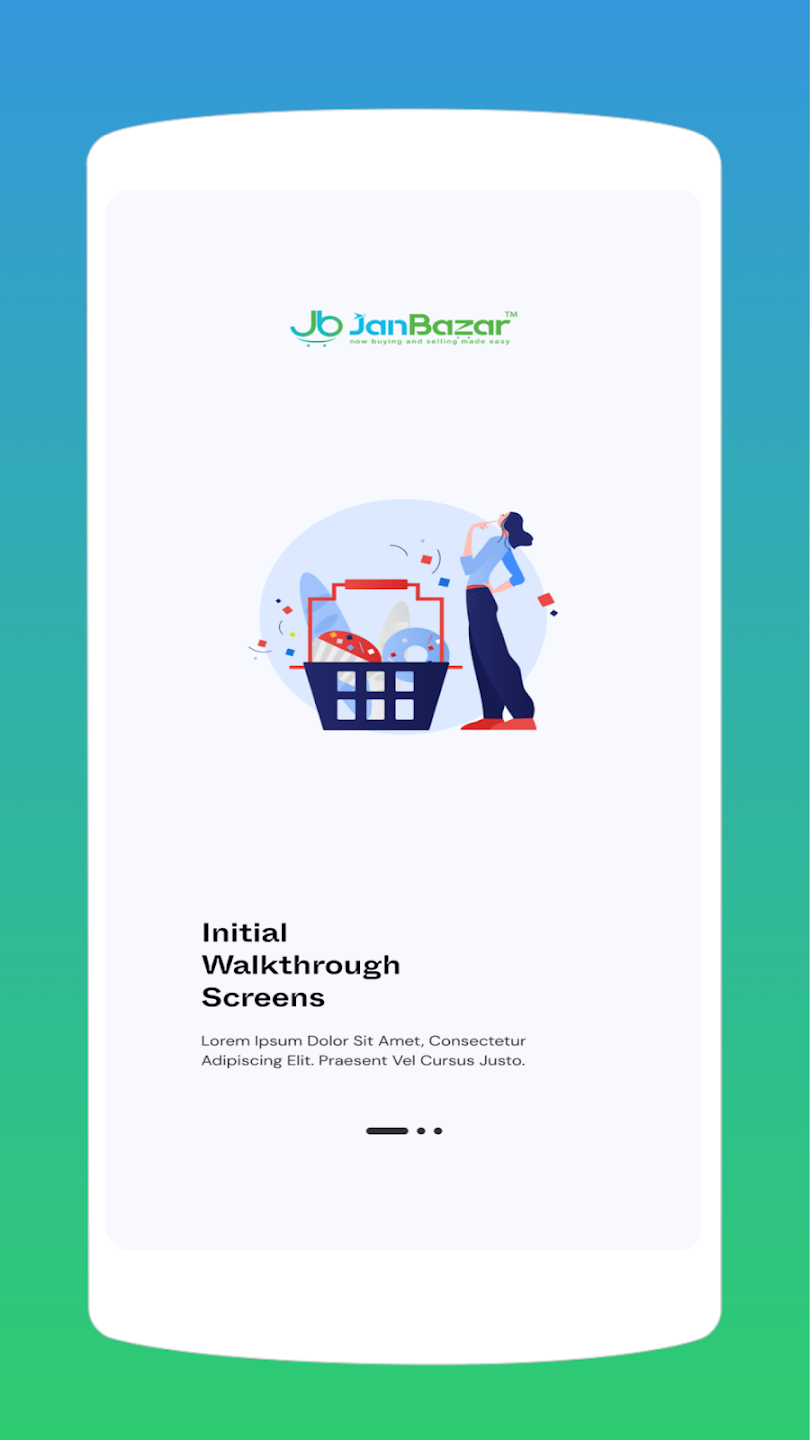 Jb JanBazar™
now buying and selling made easy
Initial
Walkthrough
Screens
Lorem Ipsum Dolor Sit Amet, Consectetur
Adipiscing Elit. Praesent Vel Cursus Justo.